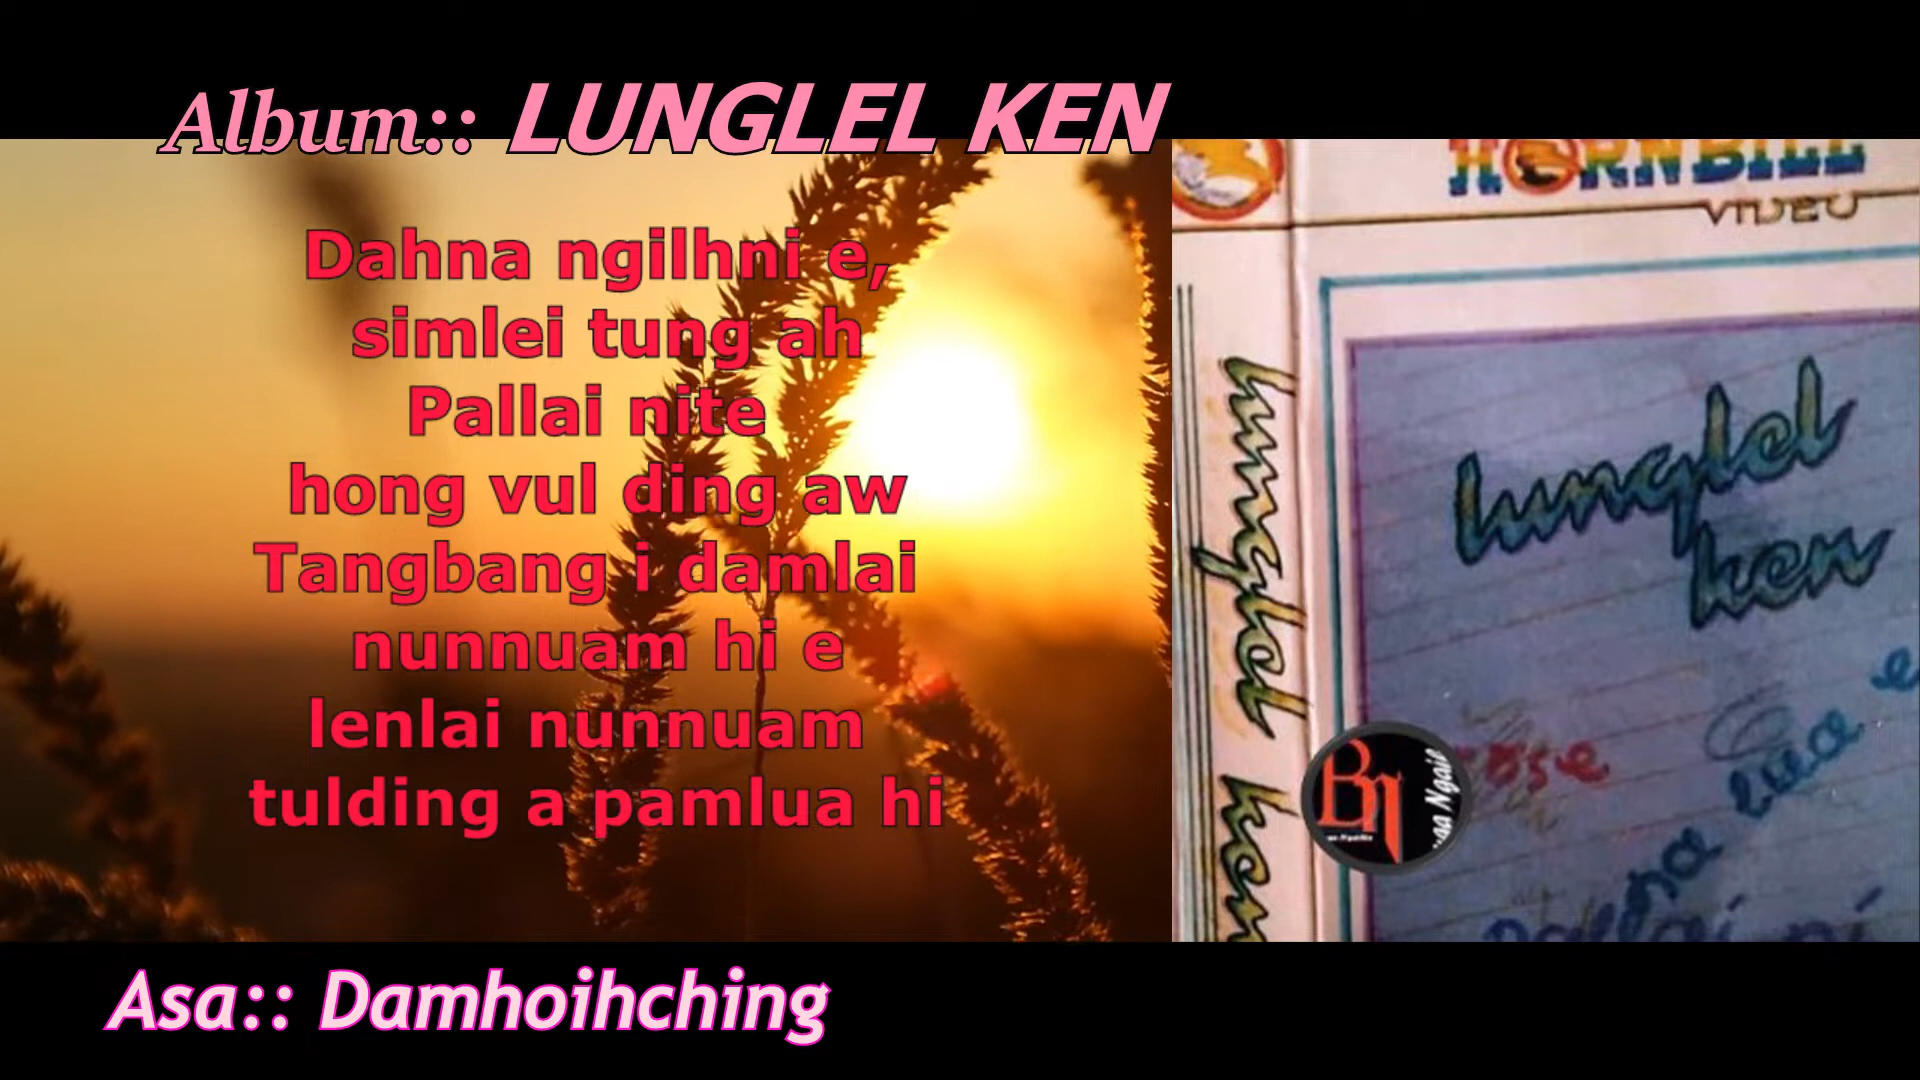 Album:: LUNGLEL KEN
Dahna ngilhni e,
simlei tung ah
Pallai nite
hong vul ding aw
Tangbang i damlai
nunnuam hi e
lenlai nunnuam
tulding a pamlua hi
Asa:: Damhoihching
HORNBILL
VIDEO
lunglel
ken
lunglel ken
BN